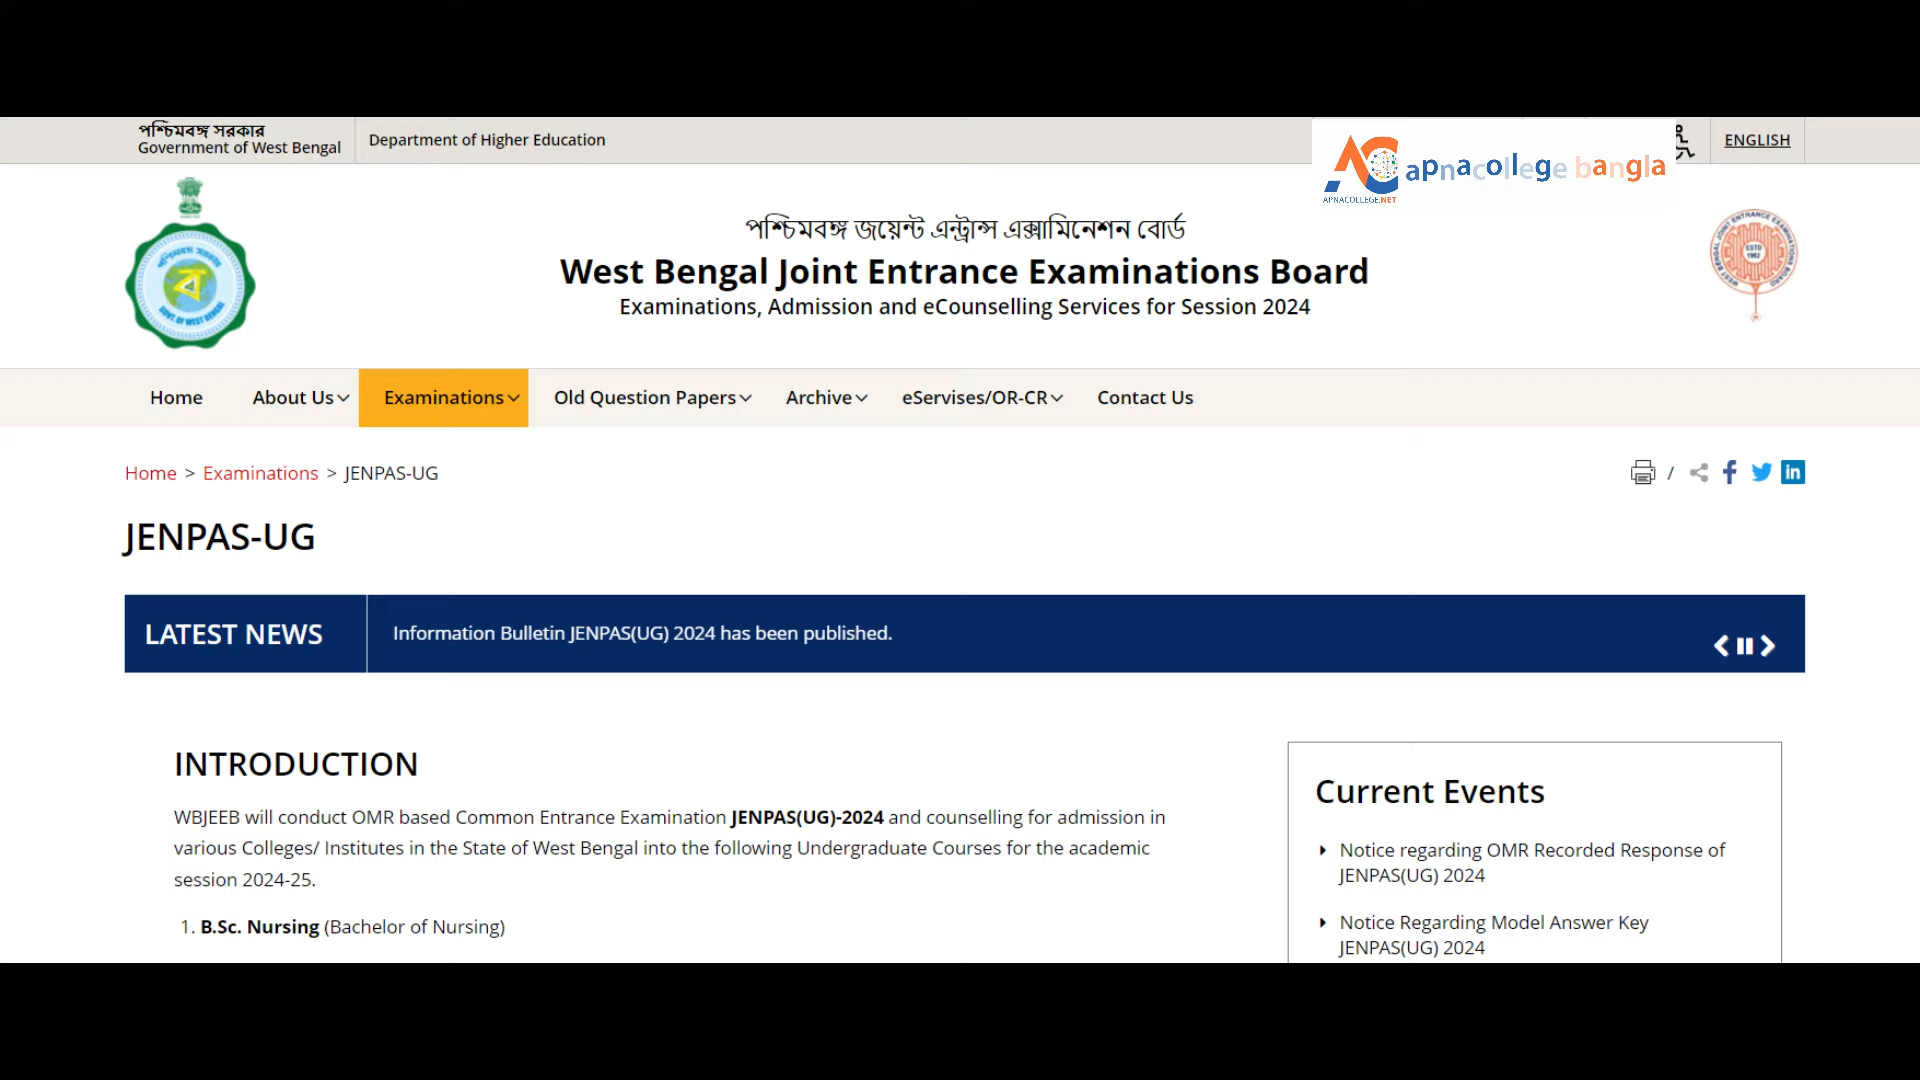 পশ্চিমবঙ্গ সরকার
Government of West Bengal
Department of Higher Education
ENGLISH
apnacollege bangla
APNACOLLEGE.NET
পশ্চিমবঙ্গ জয়েন্ট এন্ট্রান্স এক্সামিনেশন বোর্ড
West Bengal Joint Entrance Examinations Board
Examinations, Admission and eCounselling Services for Session 2024
Home About Us Examinations Old Question Papers Archive eServises/OR-CR Contact Us
Home > Examinations > JENPAS-UG
/
JENPAS-UG
LATEST NEWS
Information Bulletin JENPAS(UG) 2024 has been published.
INTRODUCTION
WBJEEB will conduct OMR based Common Entrance Examination JENPAS(UG)-2024 and counselling for admission in
various Colleges/ Institutes in the State of West Bengal into the following Undergraduate Courses for the academic
session 2024-25.
1. B.Sc. Nursing (Bachelor of Nursing)
Current Events
Notice regarding OMR Recorded Response of
JENPAS(UG) 2024
Notice Regarding Model Answer Key
JENPAS(UG) 2024